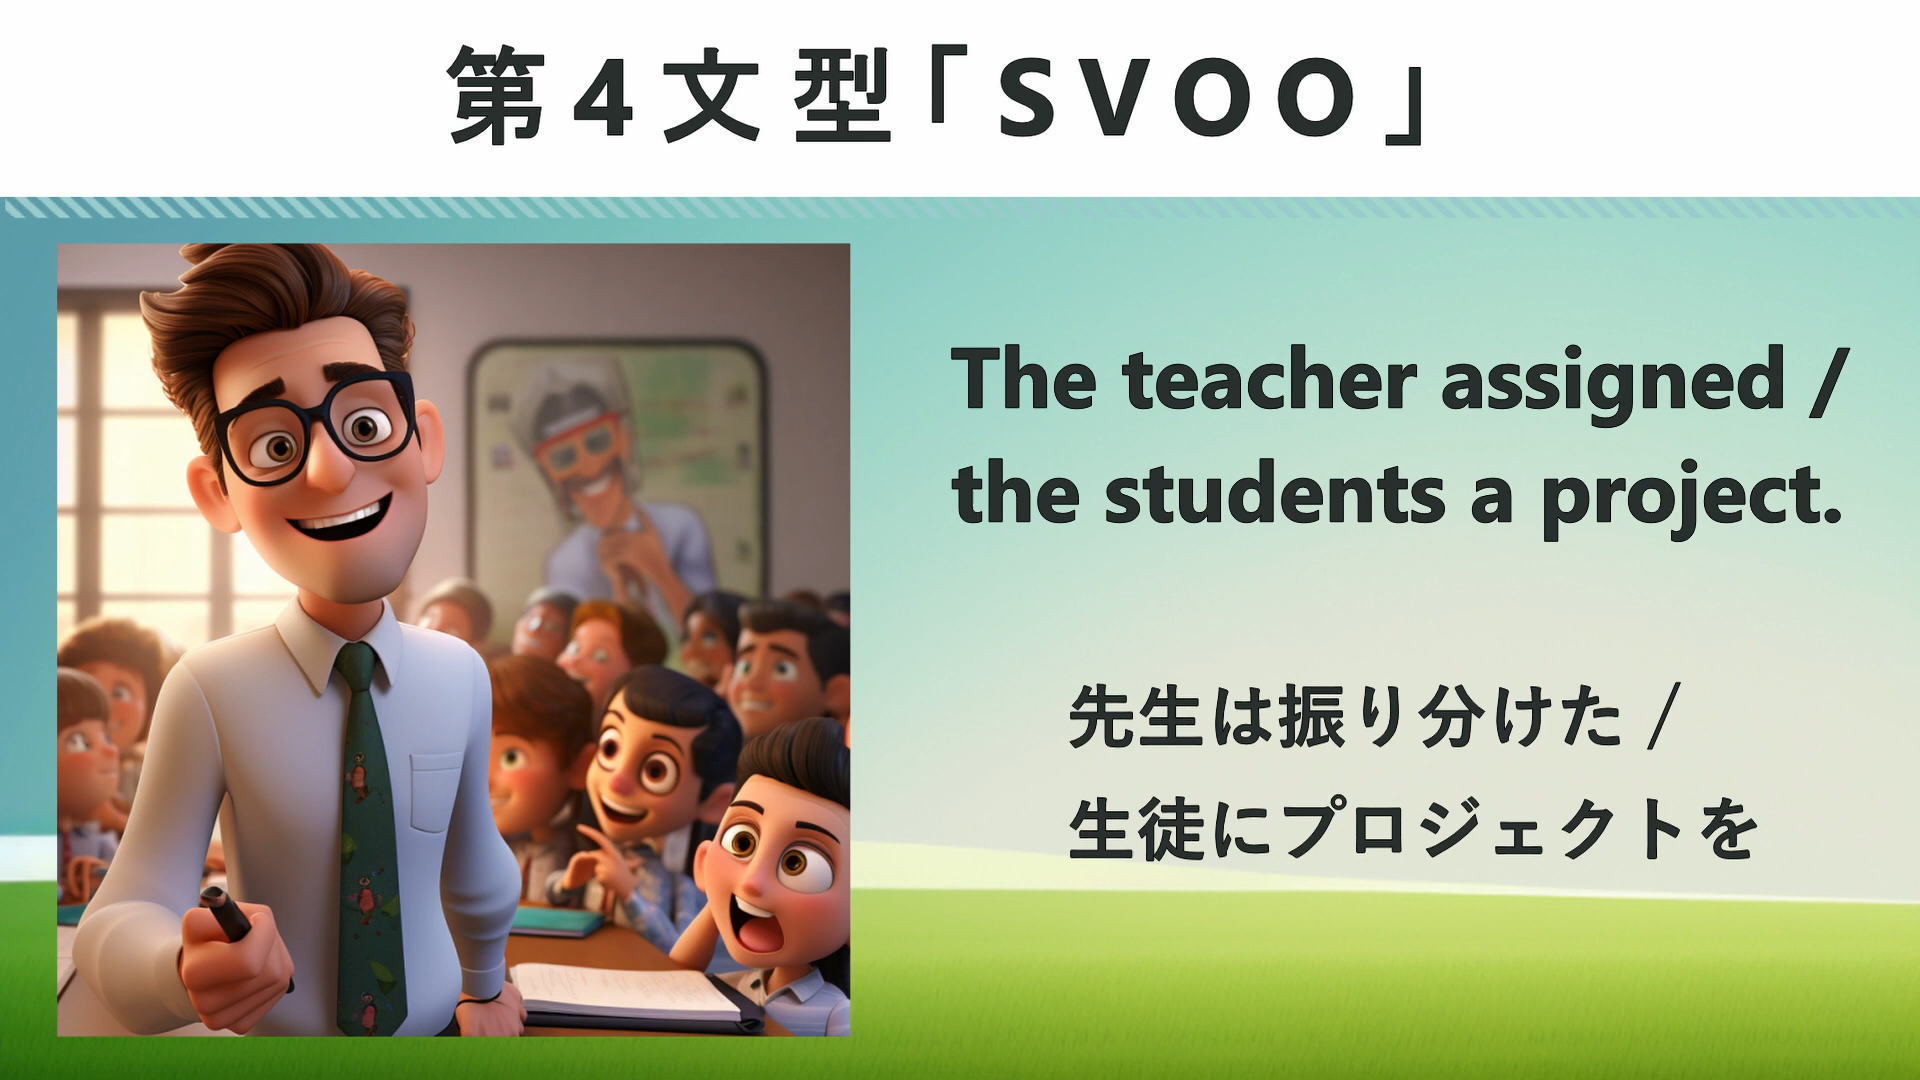 第4文型「SVOO」
The teacher assigned /
the students a project.
先生は振り分けた /
生徒にプロジェクトを